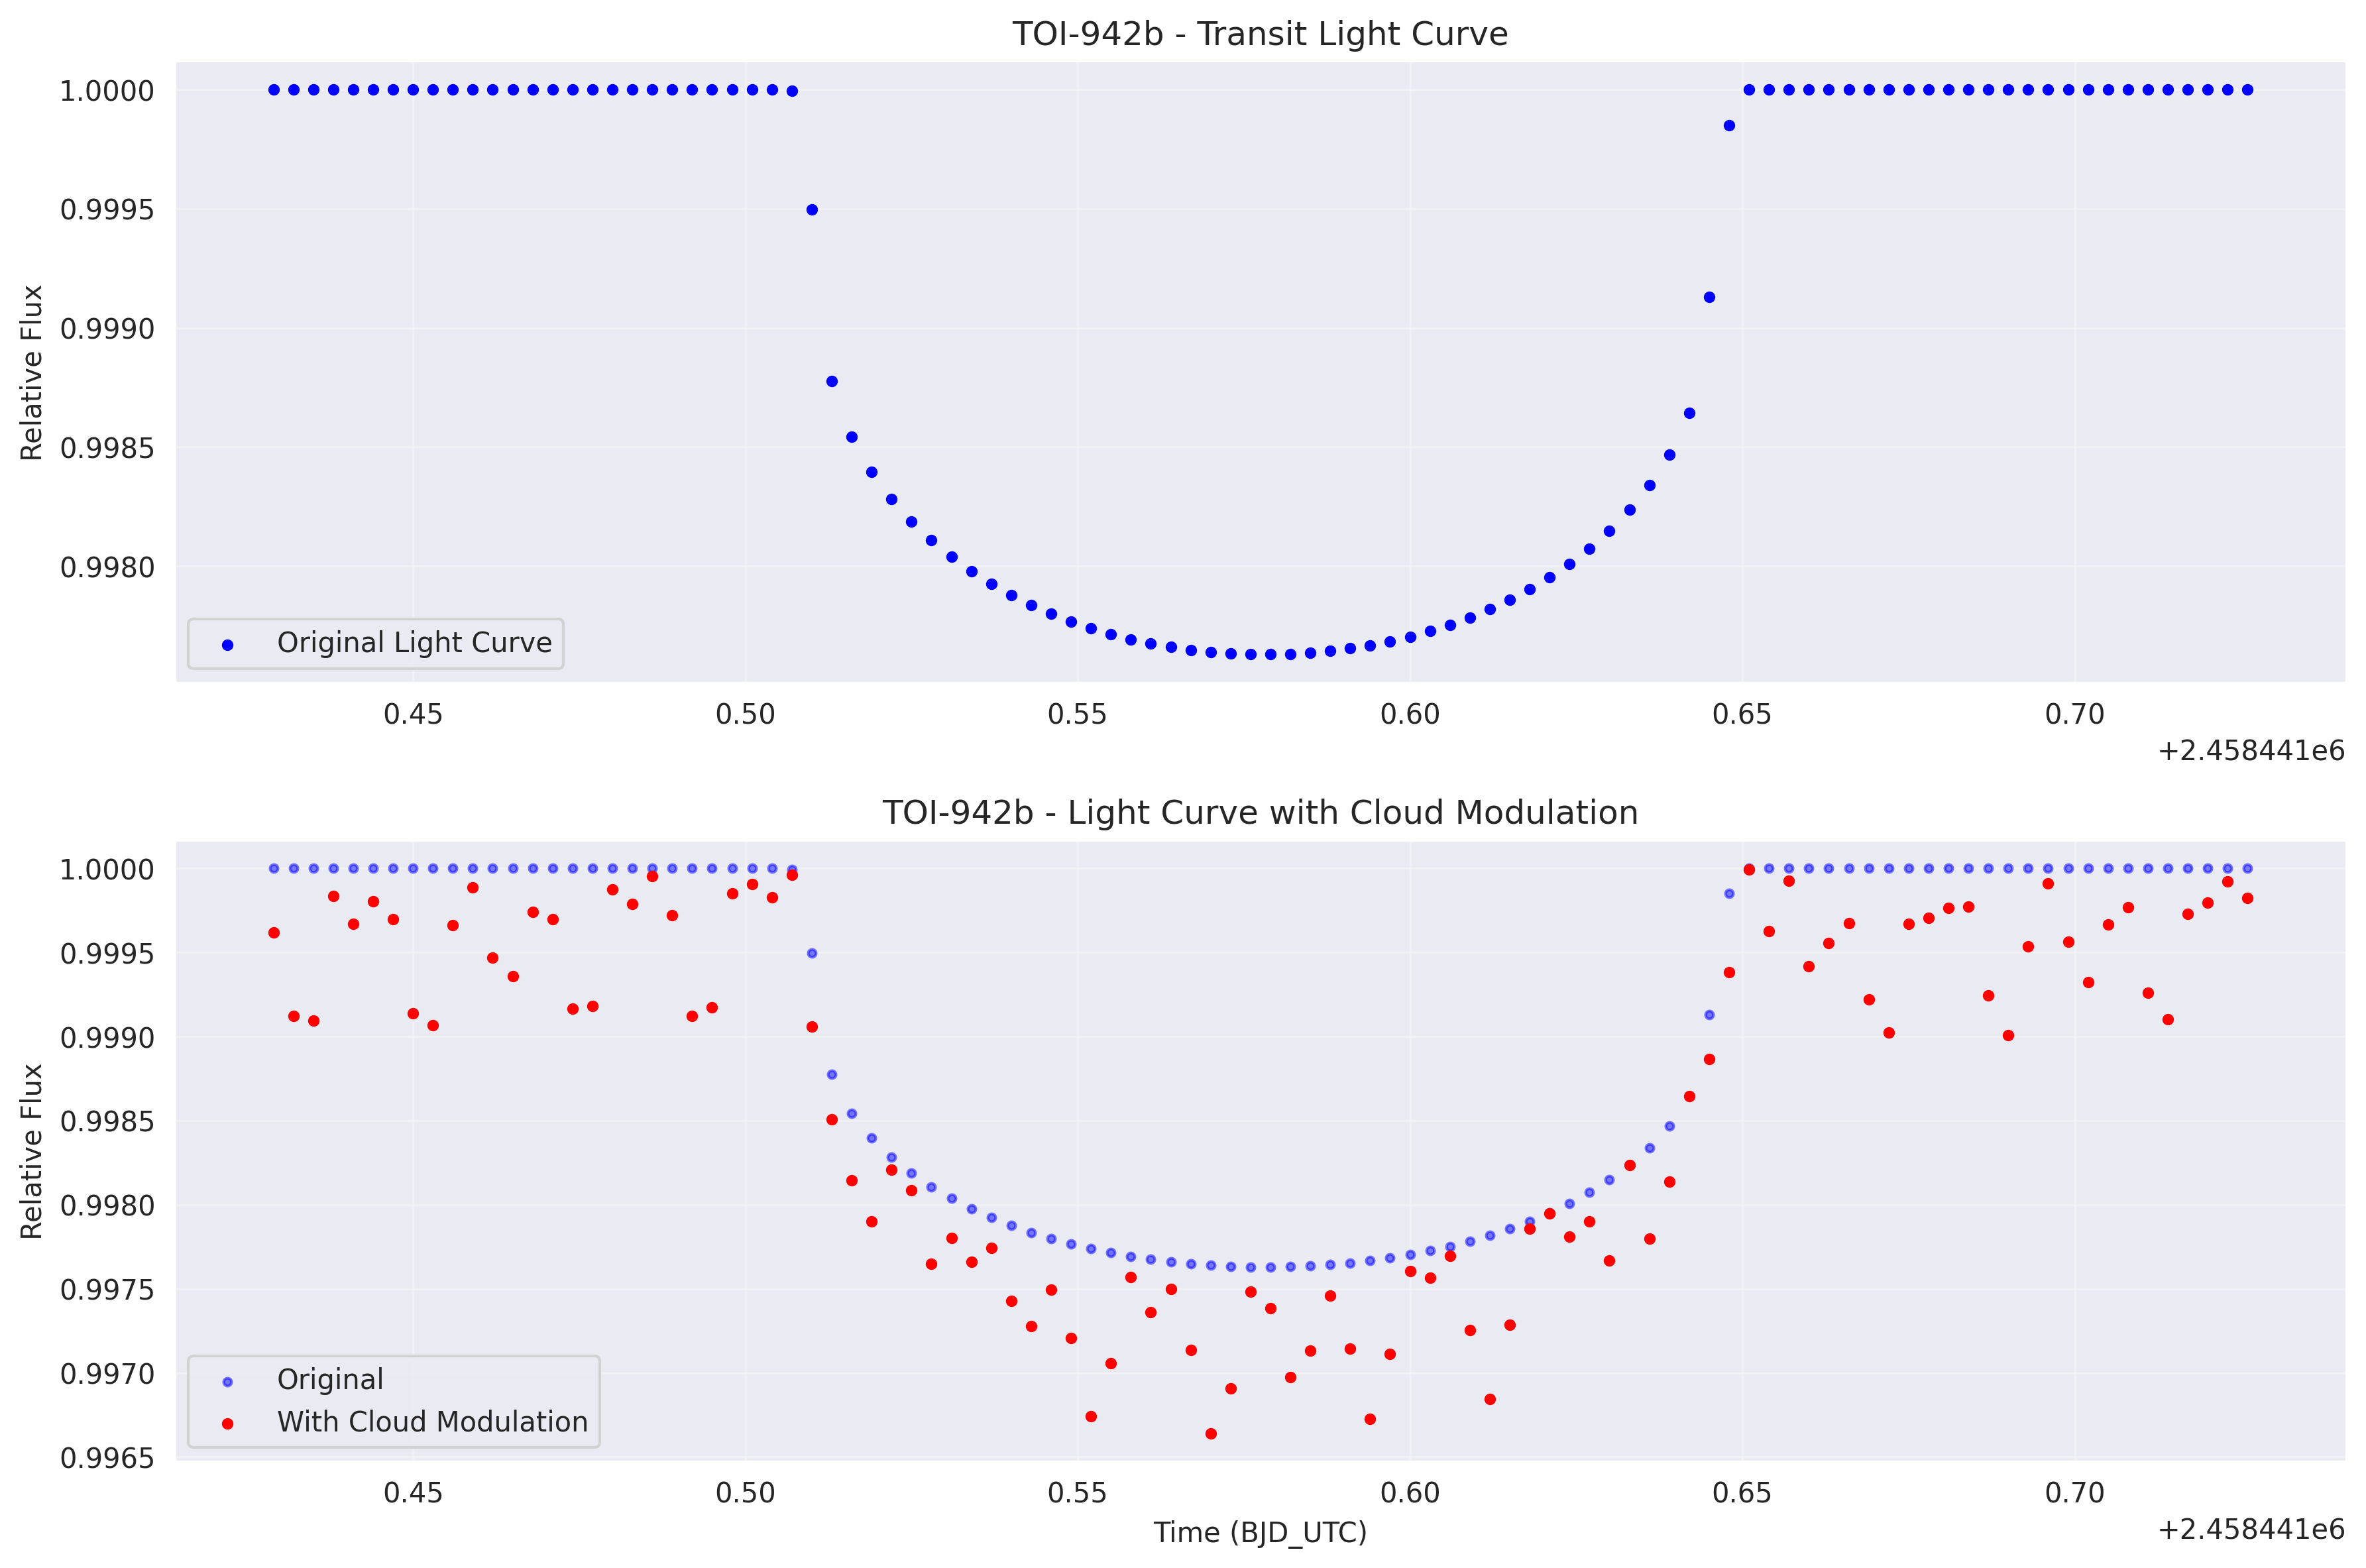 TOI-942b - Transit Light Curve
Relative Flux
1.0000
0.9995
0.9990
0.9985
0.9980
Original Light Curve
0.45 0.50 0.55 0.60 0.65 0.70
+2.458441e6
TOI-942b - Light Curve with Cloud Modulation
Relative Flux
1.0000
0.9995
0.9990
0.9985
0.9980
0.9975
0.9970
0.9965
Original
With Cloud Modulation
0.45 0.50 0.55 0.60 0.65 0.70
Time (BJD_UTC)
+2.458441e6